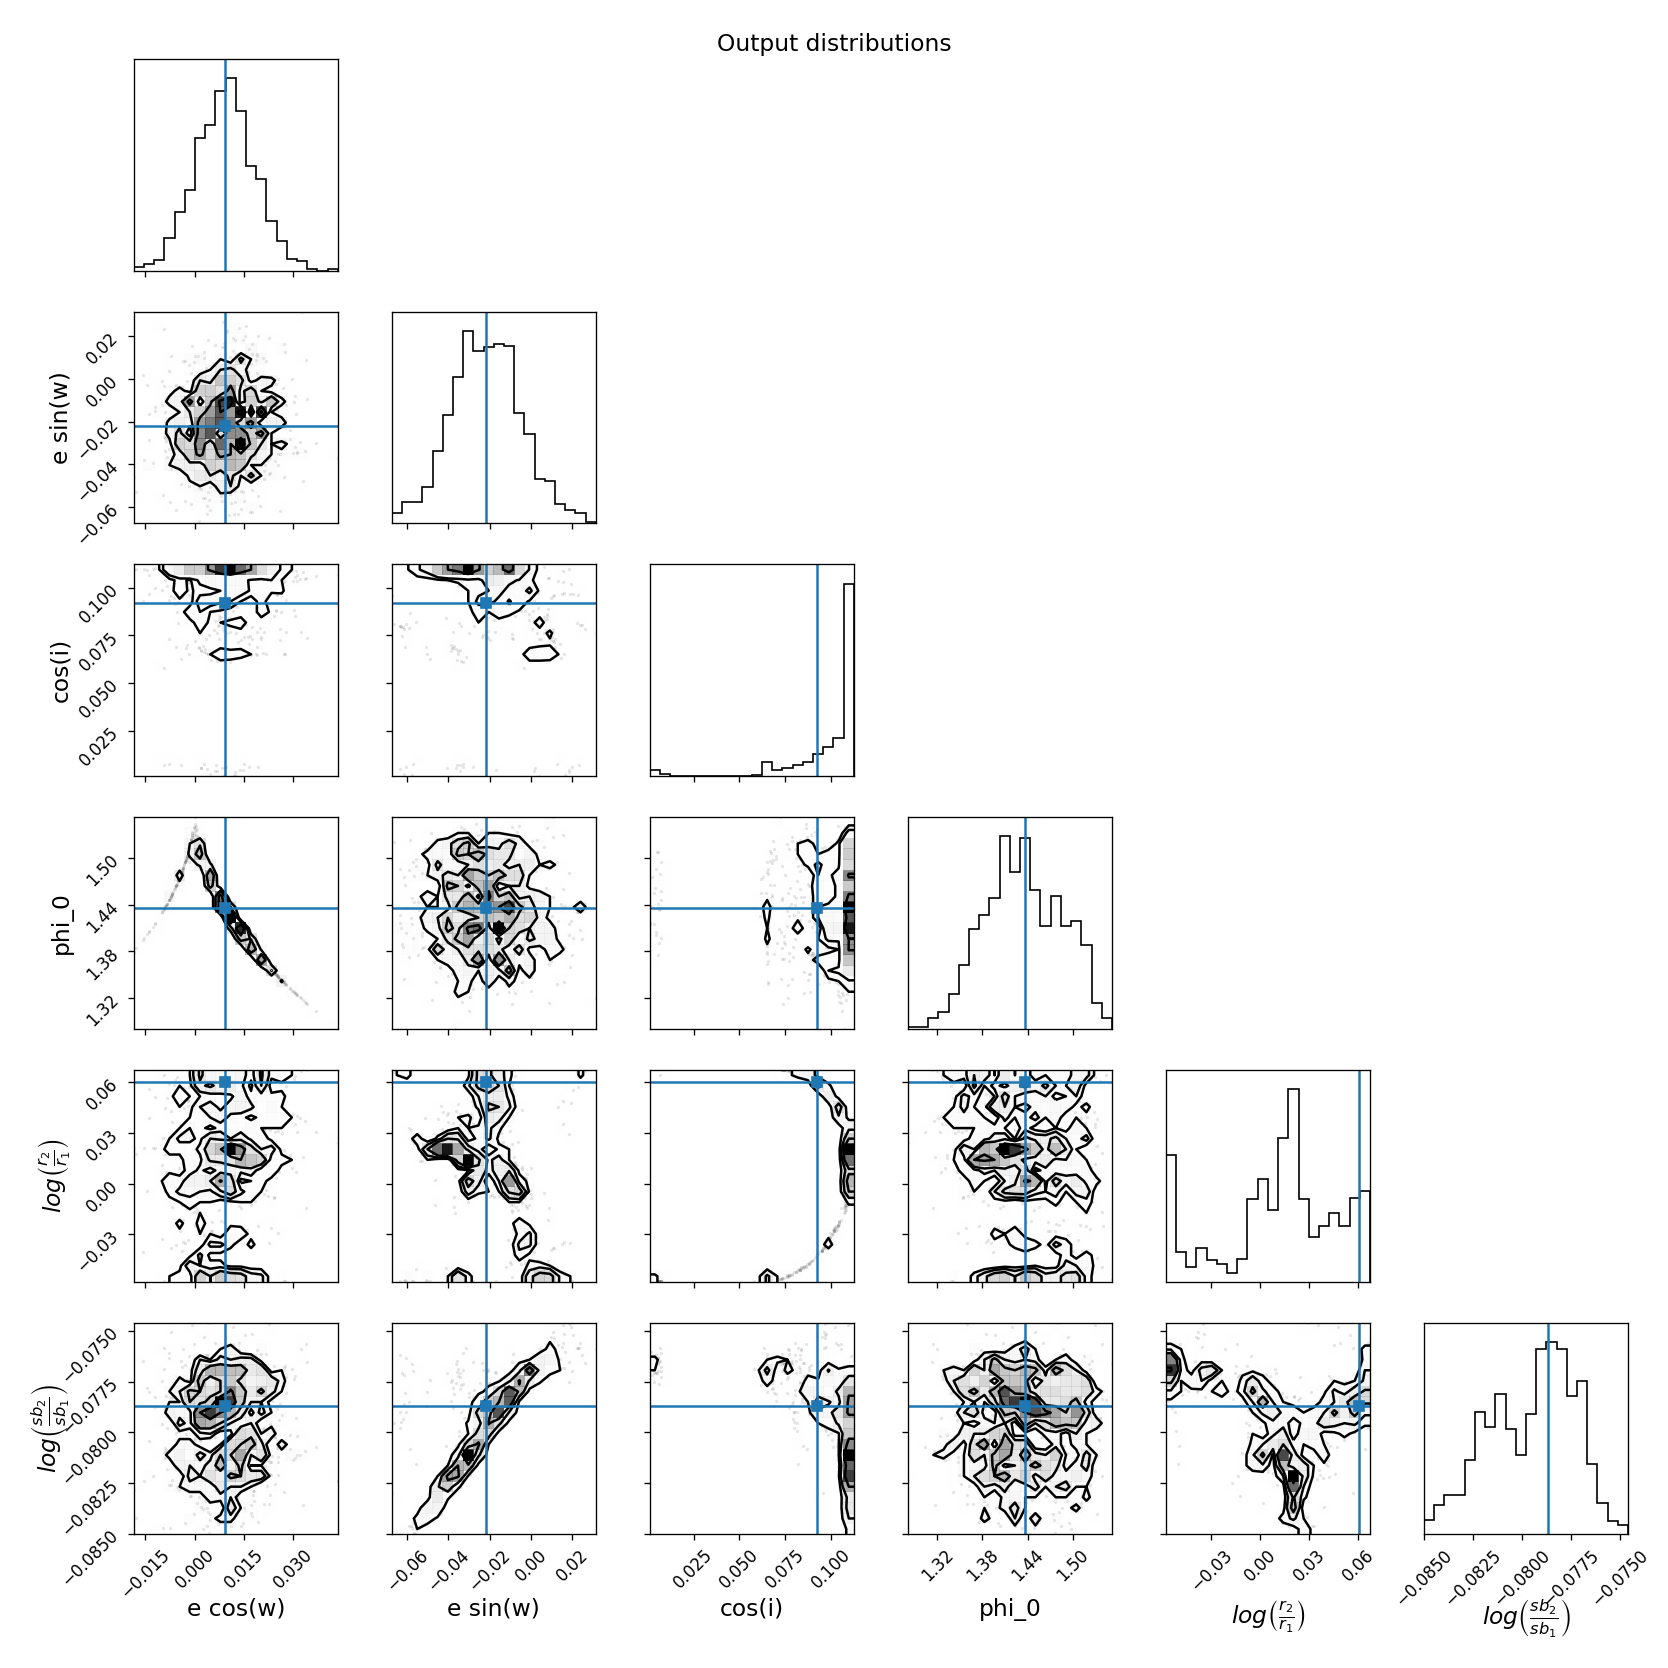 Output distributions
e sin(w)
0.02
0.00
−0.02
−0.04
−0.06
cos(i)
0.100
0.075
0.050
0.025
phi_0
1.50
1.44
1.38
1.32
log(r₂/r₁)
0.06
0.03
0.00
−0.03
log(sb₂/sb₁)
−0.0750
−0.0775
−0.0800
−0.0825
−0.0850
−0.015 0.000 0.015 0.030
−0.06 −0.04 −0.02 0.00 0.02
0.025 0.050 0.075 0.100
1.32 1.38 1.44 1.50
−0.03 0.00 0.03 0.06
−0.0850 −0.0825 −0.0800 −0.0775 −0.0750
e cos(w)
e sin(w)
cos(i)
phi_0
log(r₂/r₁)
log(sb₂/sb₁)